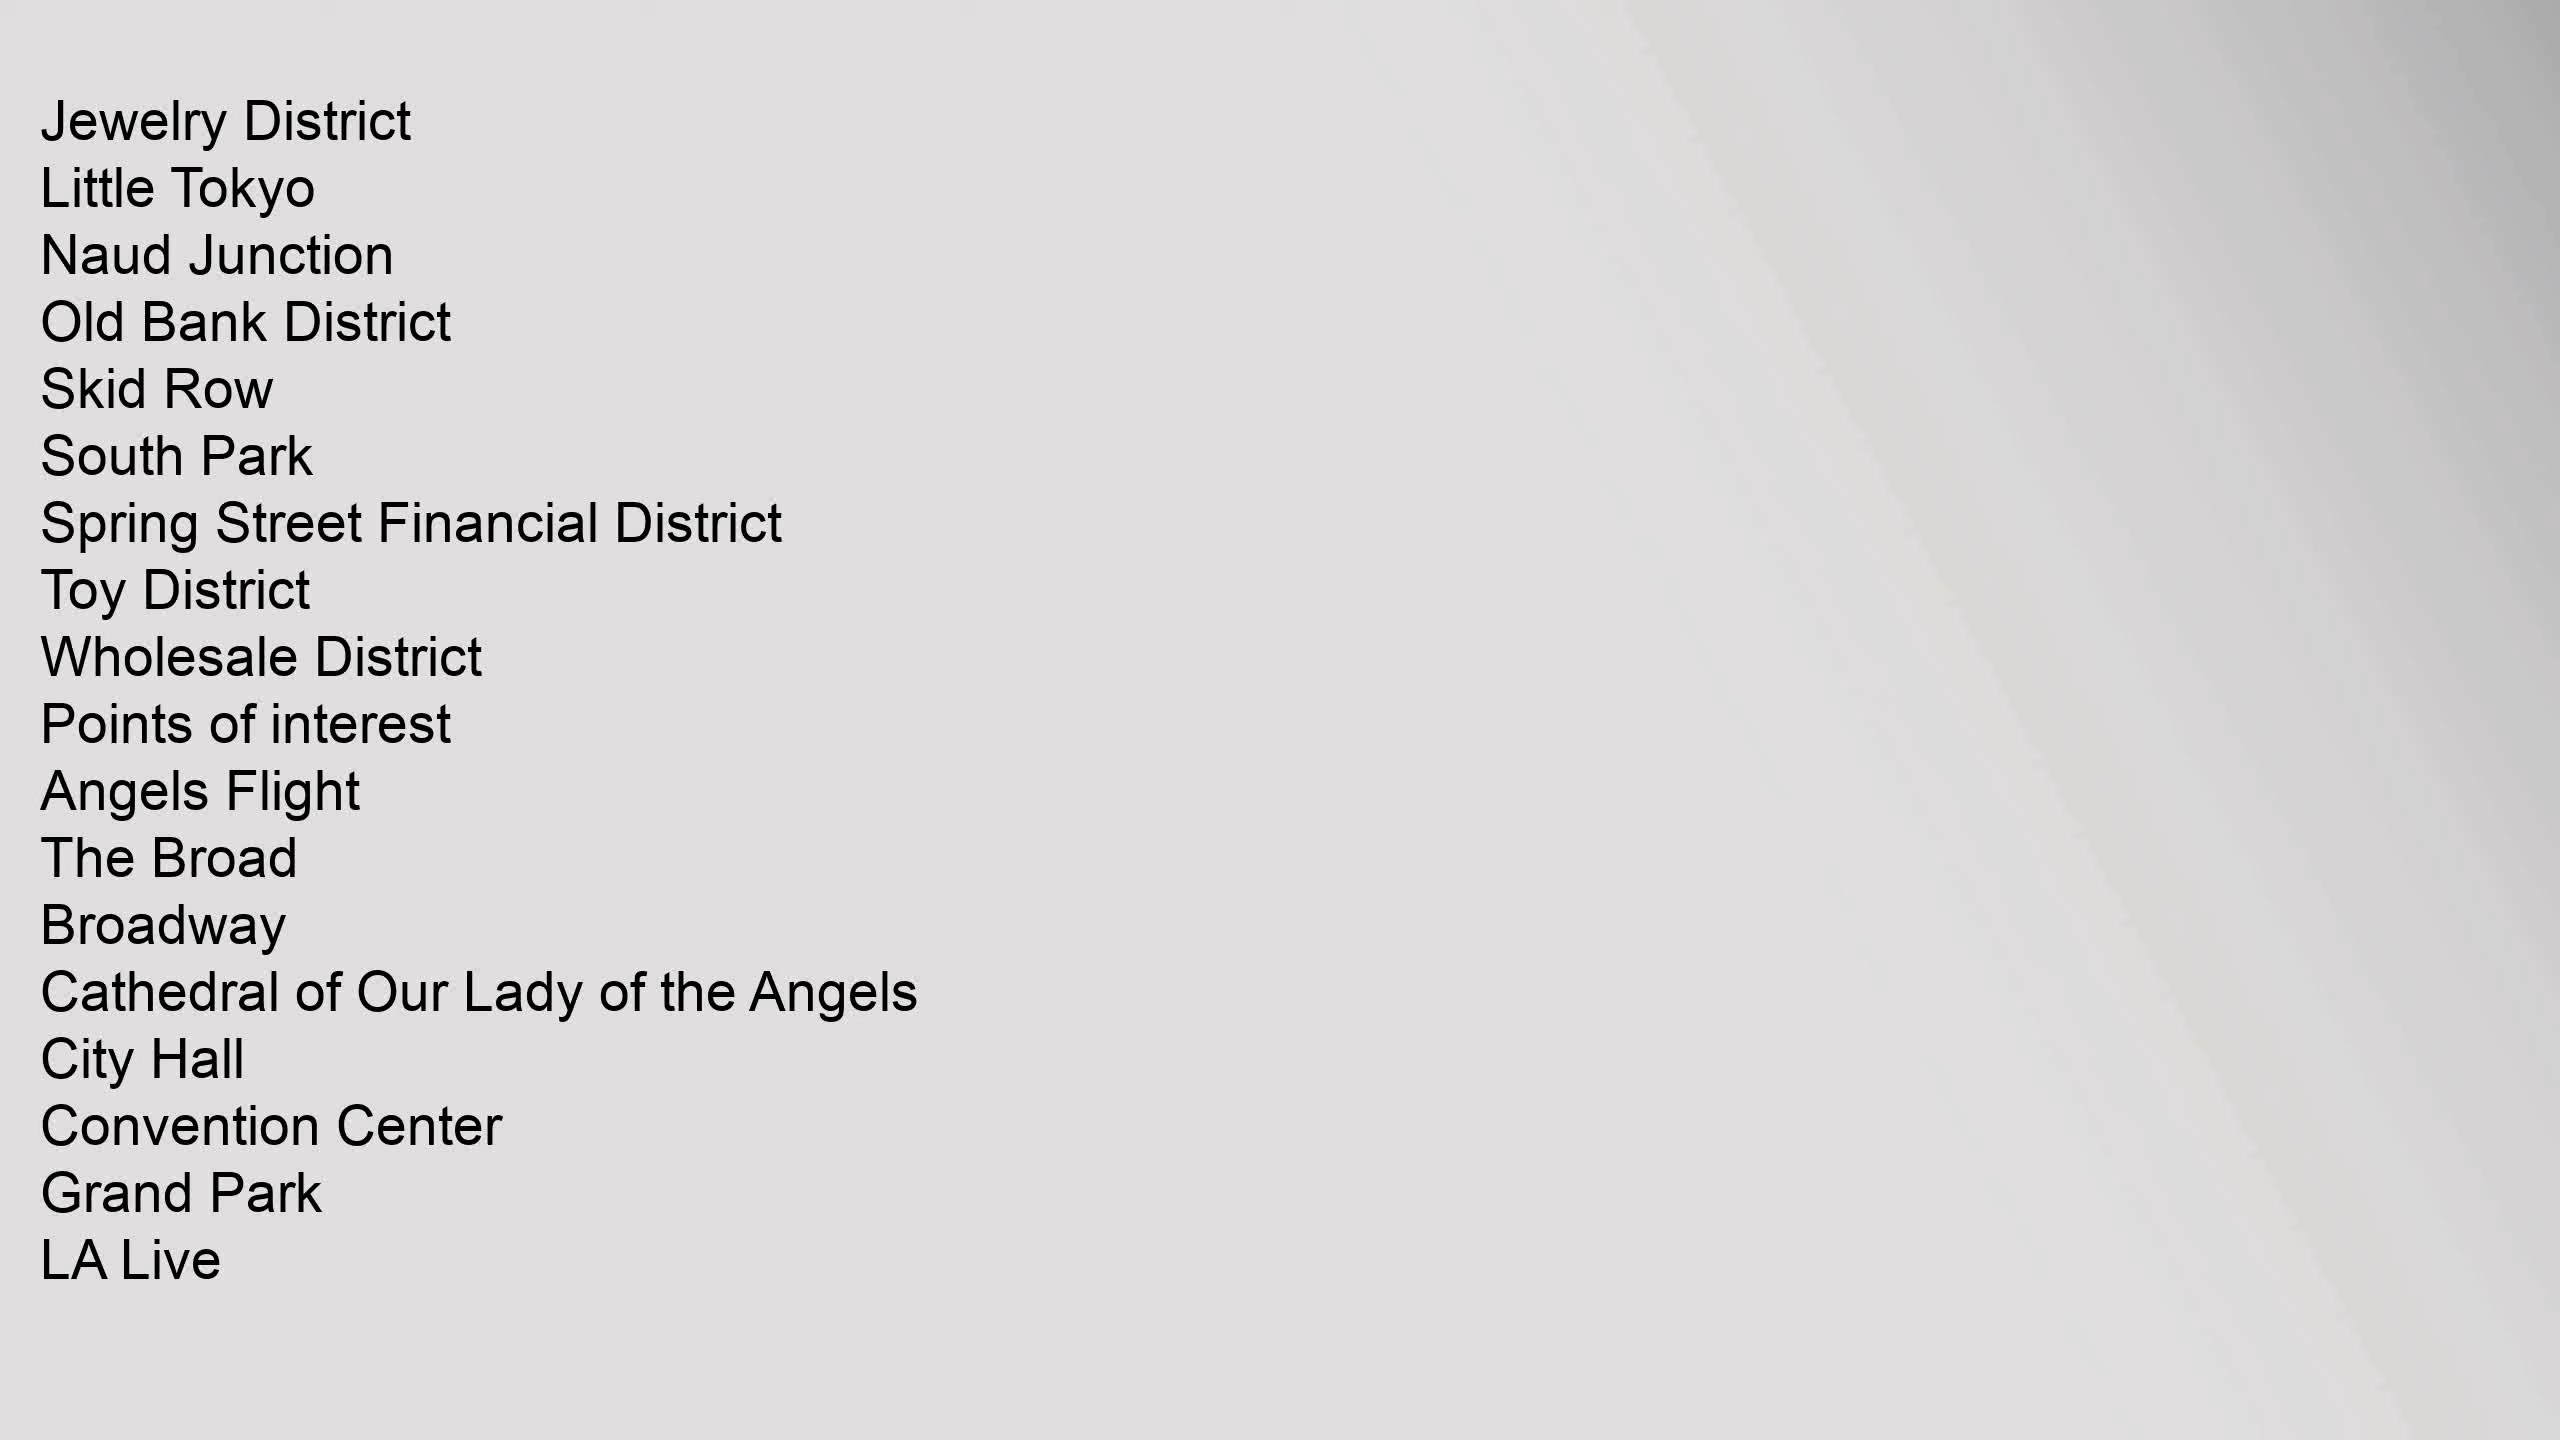 Jewelry District
Little Tokyo
Naud Junction
Old Bank District
Skid Row
South Park
Spring Street Financial District
Toy District
Wholesale District
Points of interest
Angels Flight
The Broad
Broadway
Cathedral of Our Lady of the Angels
City Hall
Convention Center
Grand Park
LA Live